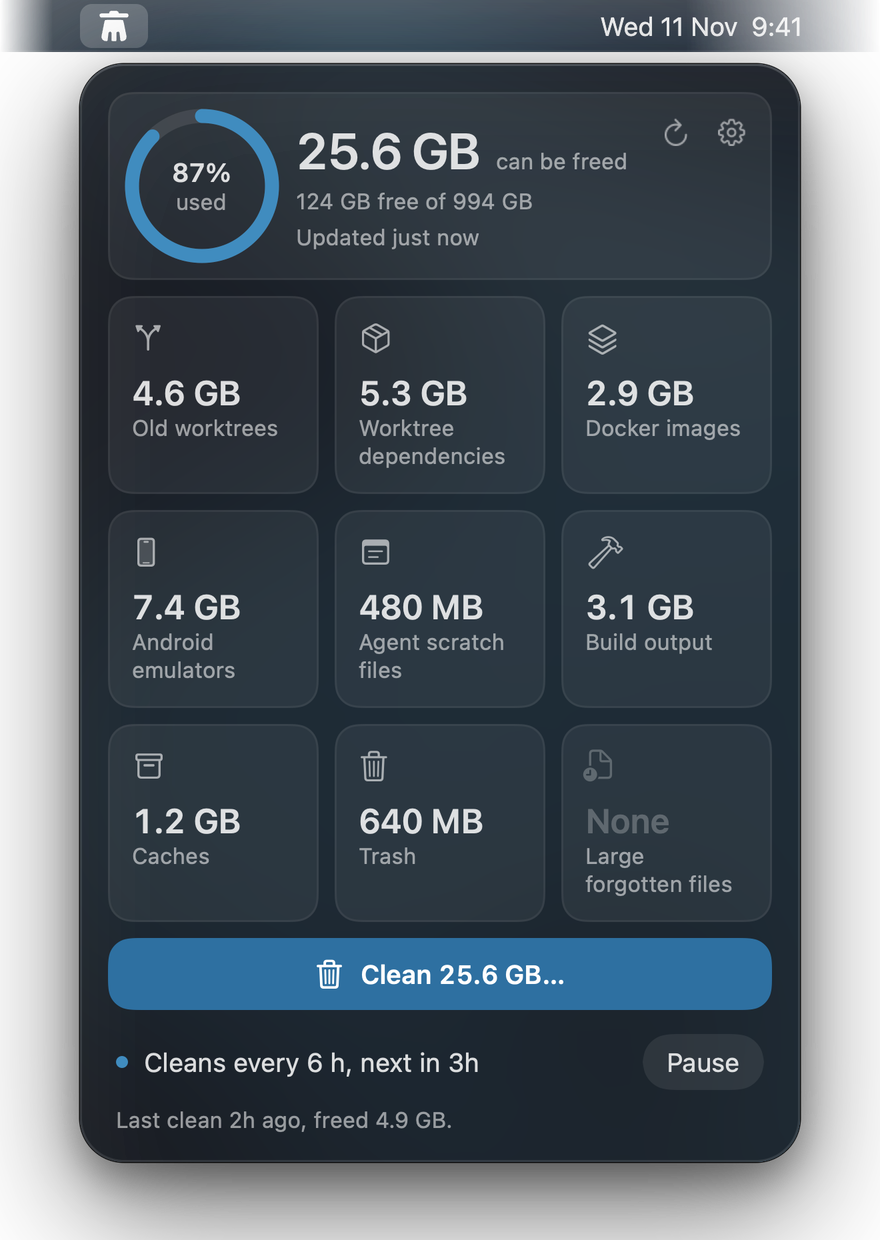 Wed 11 Nov 9:41
87%
used
25.6 GB can be freed
124 GB free of 994 GB
Updated just now
4.6 GB
Old worktrees
5.3 GB
Worktree
dependencies
2.9 GB
Docker images
7.4 GB
Android
emulators
480 MB
Agent scratch
files
3.1 GB
Build output
1.2 GB
Caches
640 MB
Trash
None
Large
forgotten files
Clean 25.6 GB...
Cleans every 6 h, next in 3h
Pause
Last clean 2h ago, freed 4.9 GB.